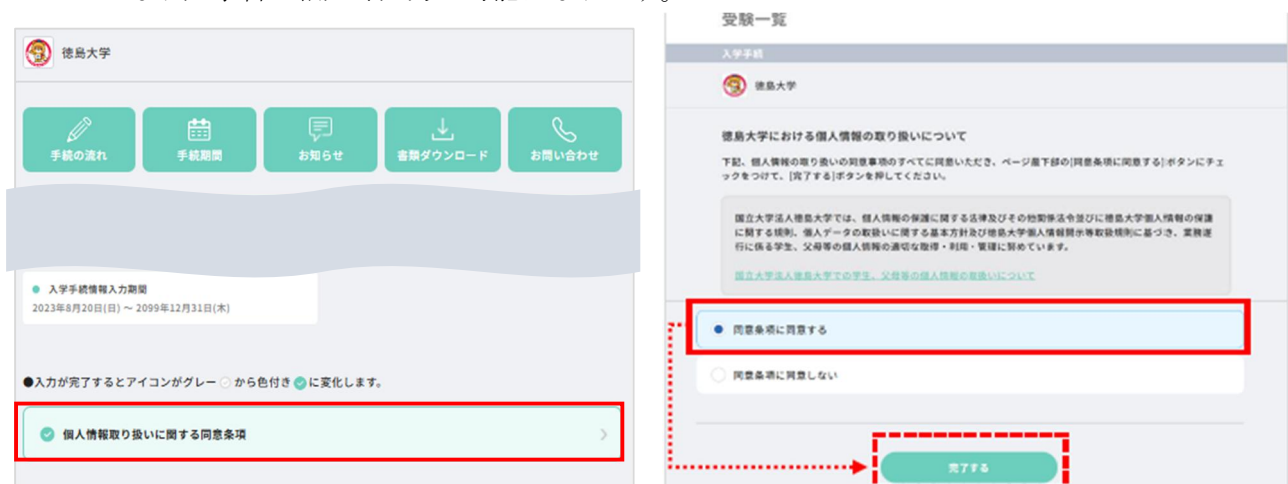 徳島大学
手続の流れ
手続期間
お知らせ
書類ダウンロード
お問い合わせ
● 入学手続情報入力期間
2023年8月20日(日) ～ 2099年12月31日(木)
●入力が完了するとアイコンがグレー から色付き に変化します。
個人情報取り扱いに関する同意条項
受験一覧
入学手続
徳島大学
徳島大学における個人情報の取り扱いについて
下記、個人情報の取り扱いの同意事項のすべてに同意いただき、ページ最下部の[同意条項に同意する]ボタンにチェ
ックをつけて、[完了する]ボタンを押してください。
国立大学法人徳島大学では、個人情報の保護に関する法律及びその他関係法令並びに徳島大学個人情報の保護
に関する規則、個人データの取扱いに関する基本方針及び徳島大学個人情報開示等取扱規則に基づき、業務遂
行に係る学生、父母等の個人情報の適切な取得・利用・管理に努めています。
国立大学法人徳島大学での学生、父母等の個人情報の取扱いについて
同意条項に同意する
同意条項に同意しない
完了する